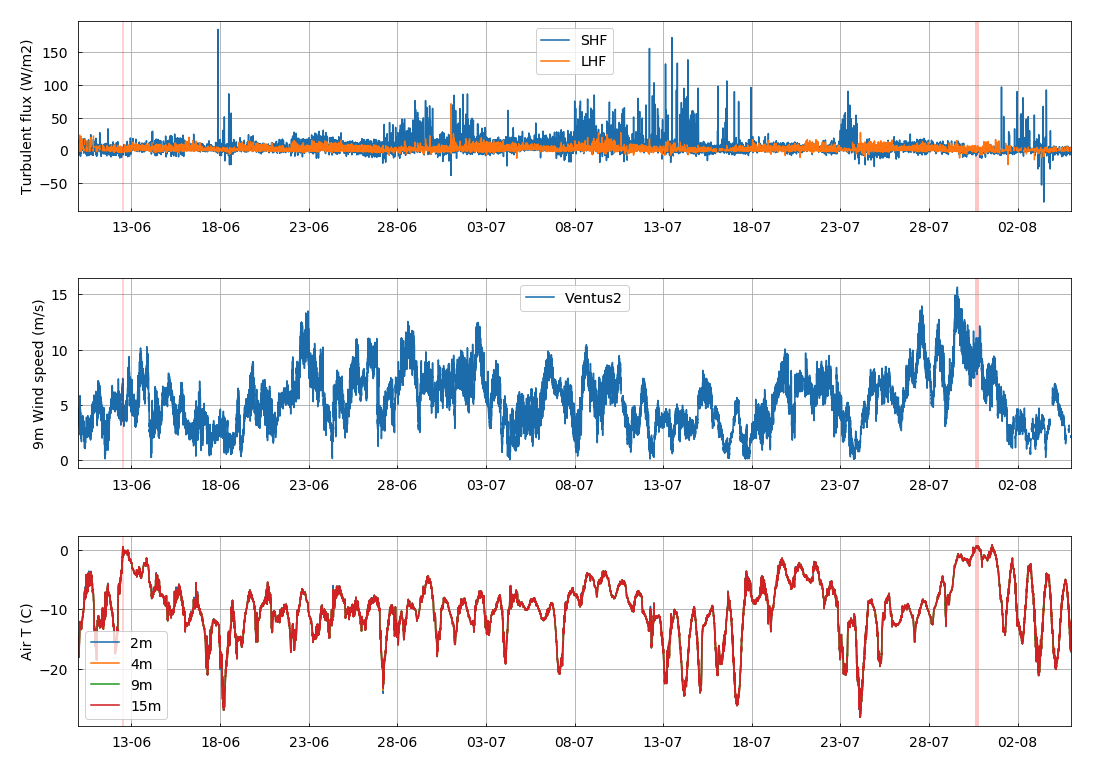 Turbulent flux (W/m2)
150
100
50
0
−50
SHF
LHF
13-06 18-06 23-06 28-06 03-07 08-07 13-07 18-07 23-07 28-07 02-08
9m Wind speed (m/s)
15
10
5
0
Ventus2
13-06 18-06 23-06 28-06 03-07 08-07 13-07 18-07 23-07 28-07 02-08
Air T (C)
0
−10
−20
2m
4m
9m
15m
13-06 18-06 23-06 28-06 03-07 08-07 13-07 18-07 23-07 28-07 02-08